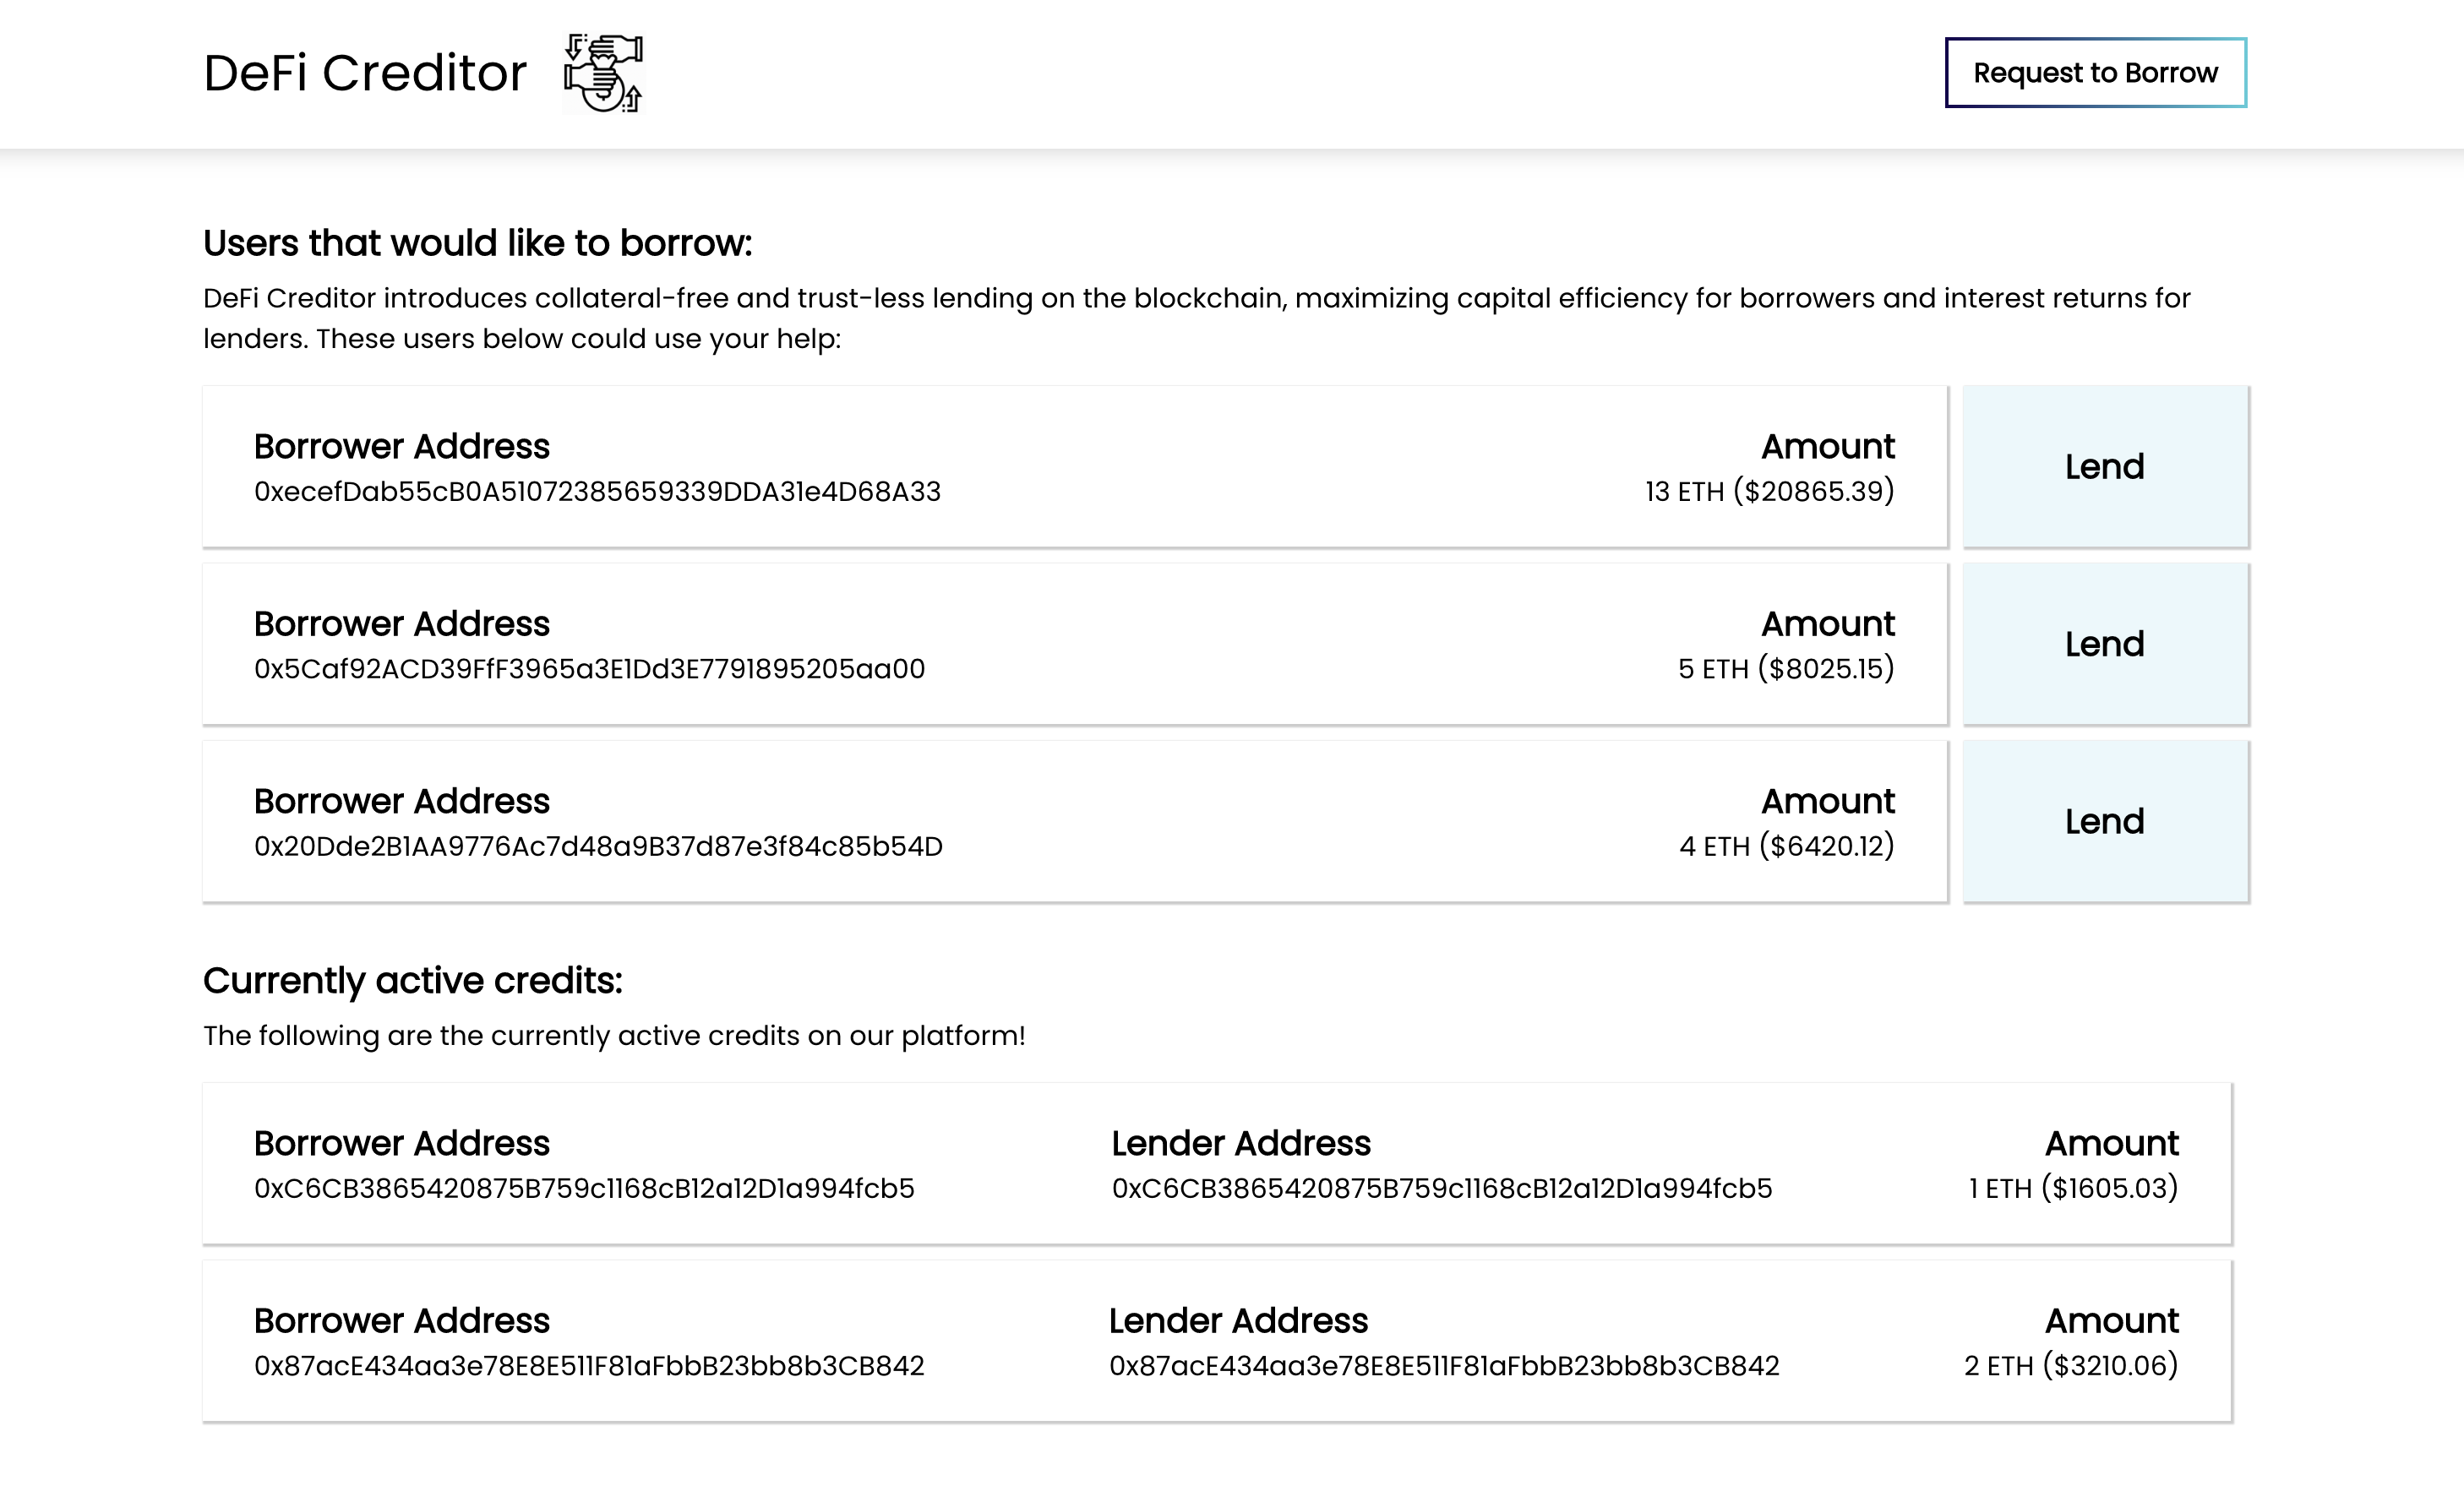 DeFi Creditor
Request to Borrow
Users that would like to borrow:
DeFi Creditor introduces collateral-free and trust-less lending on the blockchain, maximizing capital efficiency for borrowers and interest returns for
lenders. These users below could use your help:
Borrower Address
0xecefDab55cB0A51072385659339DDA31e4D68A33
Amount
13 ETH ($20865.39)
Lend
Borrower Address
0x5Caf92ACD39FfF3965a3E1Dd3E7791895205aa00
Amount
5 ETH ($8025.15)
Lend
Borrower Address
0x20Dde2B1AA9776Ac7d48a9B37d87e3f84c85b54D
Amount
4 ETH ($6420.12)
Lend
Currently active credits:
The following are the currently active credits on our platform!
Borrower Address
0xC6CB3865420875B759c1168cB12a12D1a994fcb5
Lender Address
0xC6CB3865420875B759c1168cB12a12D1a994fcb5
Amount
1 ETH ($1605.03)
Borrower Address
0x87acE434aa3e78E8E511F81aFbbB23bb8b3CB842
Lender Address
0x87acE434aa3e78E8E511F81aFbbB23bb8b3CB842
Amount
2 ETH ($3210.06)